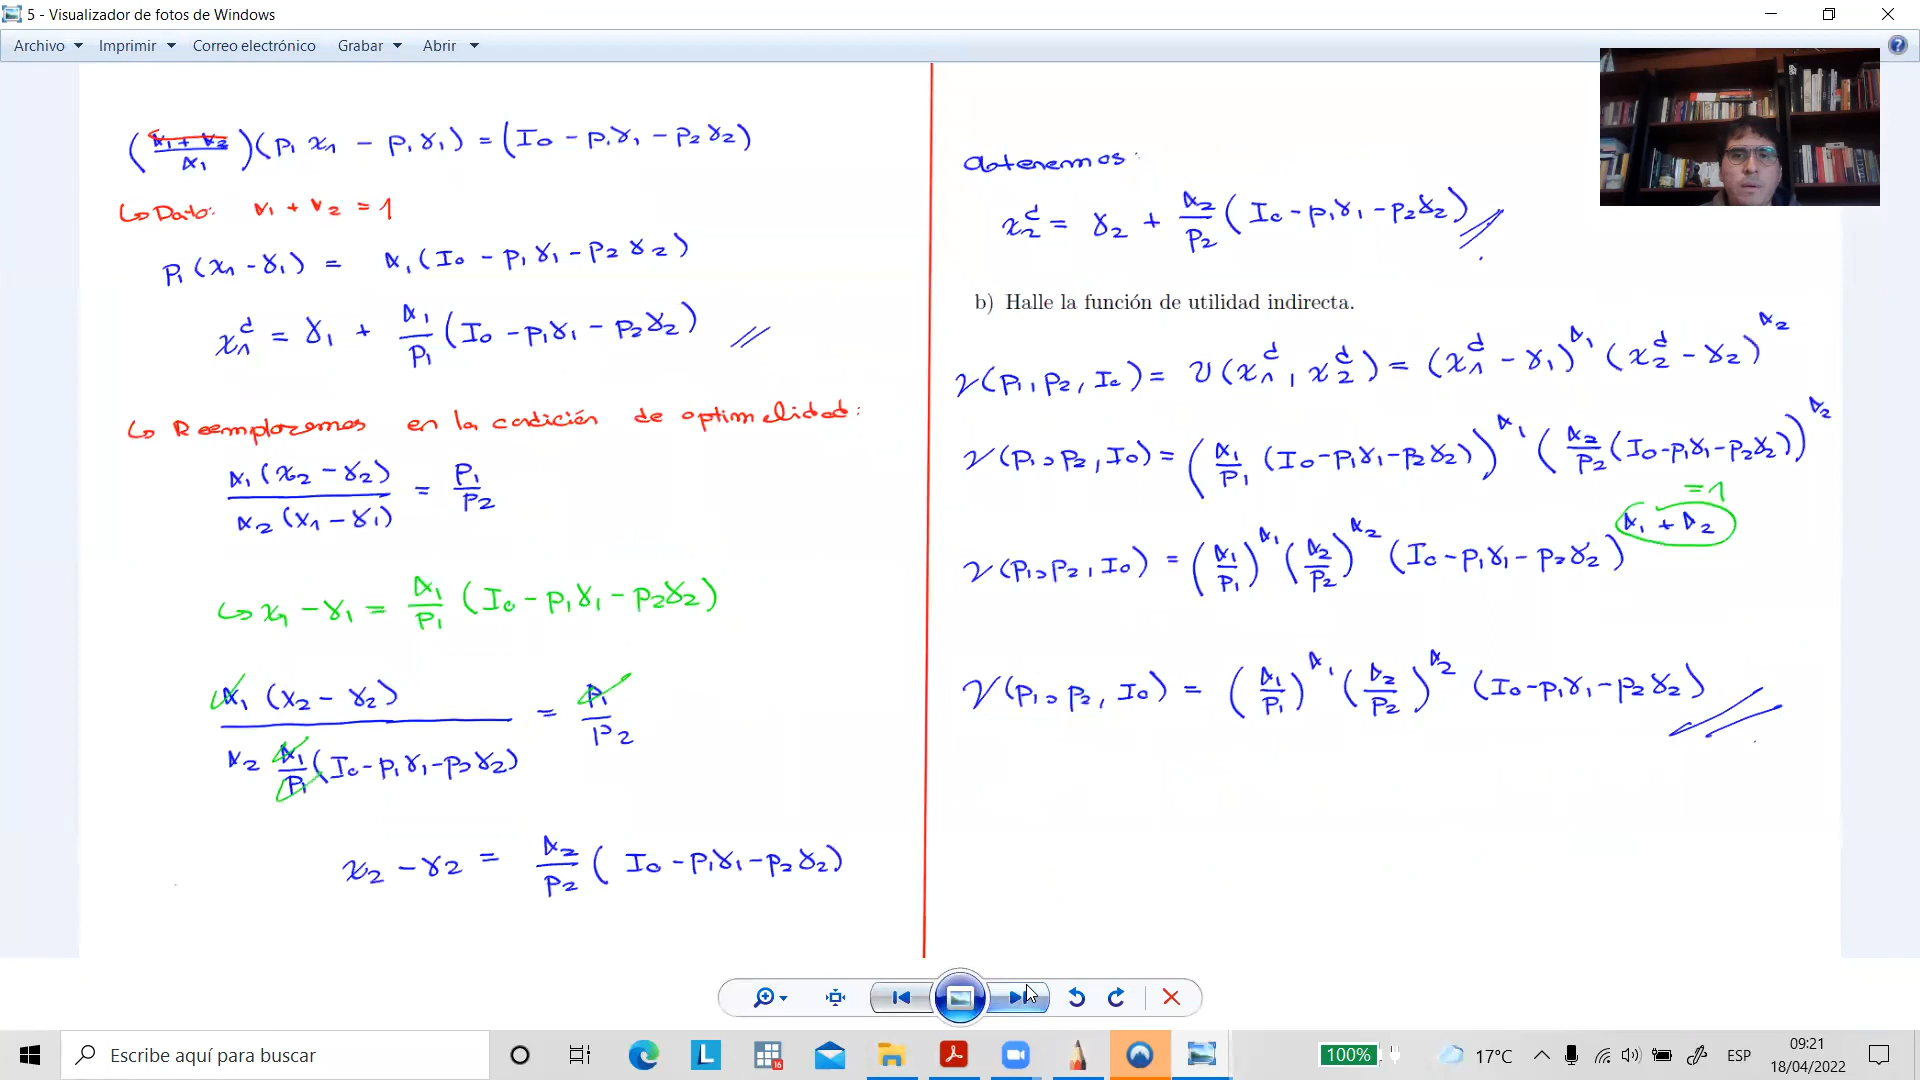 5 - Visualizador de fotos de Windows
Archivo Imprimir Correo electrónico Grabar Abrir
((α₁ + α₂)/α₁)(p₁ x₁ - p₁γ₁) = (I₀ - p₁γ₁ - p₂γ₂)
↳ Dato: α₁ + α₂ = 1
p₁(x₁ - γ₁) = α₁(I₀ - p₁γ₁ - p₂γ₂)
x₁ᵈ = γ₁ + α₁/p₁ (I₀ - p₁γ₁ - p₂γ₂) //
↳ Reemplazamos en la condición de optimalidad:
α₁(x₂ - γ₂)/α₂(x₁ - γ₁) = p₁/p₂
↳ x₁ - γ₁ = α₁/p₁ (I₀ - p₁γ₁ - p₂γ₂)
α₁(x₂ - γ₂)/α₂ α₁/p₁ (I₀ - p₁γ₁ - p₂γ₂) = p₁/p₂
x₂ - γ₂ = α₂/p₂ (I₀ - p₁γ₁ - p₂γ₂)
obtenemos:
x₂ᵈ = γ₂ + α₂/p₂ (I₀ - p₁γ₁ - p₂γ₂) //
b) Halle la función de utilidad indirecta.
V(p₁, p₂, I₀) = U(x₁ᵈ, x₂ᵈ) = (x₁ᵈ - γ₁)^α₁ (x₂ᵈ - γ₂)^α₂
V(p₁, p₂, I₀) = (α₁/p₁ (I₀ - p₁γ₁ - p₂γ₂))^α₁ (α₂/p₂ (I₀ - p₁γ₁ - p₂γ₂))^α₂
= 1
V(p₁, p₂, I₀) = (α₁/p₁)^α₁ (α₂/p₂)^α₂ (I₀ - p₁γ₁ - p₂γ₂)^(α₁ + α₂)
V(p₁, p₂, I₀) = (α₁/p₁)^α₁ (α₂/p₂)^α₂ (I₀ - p₁γ₁ - p₂γ₂) //
Escribe aquí para buscar
L
16
100%
17°C
ESP
09:21
18/04/2022